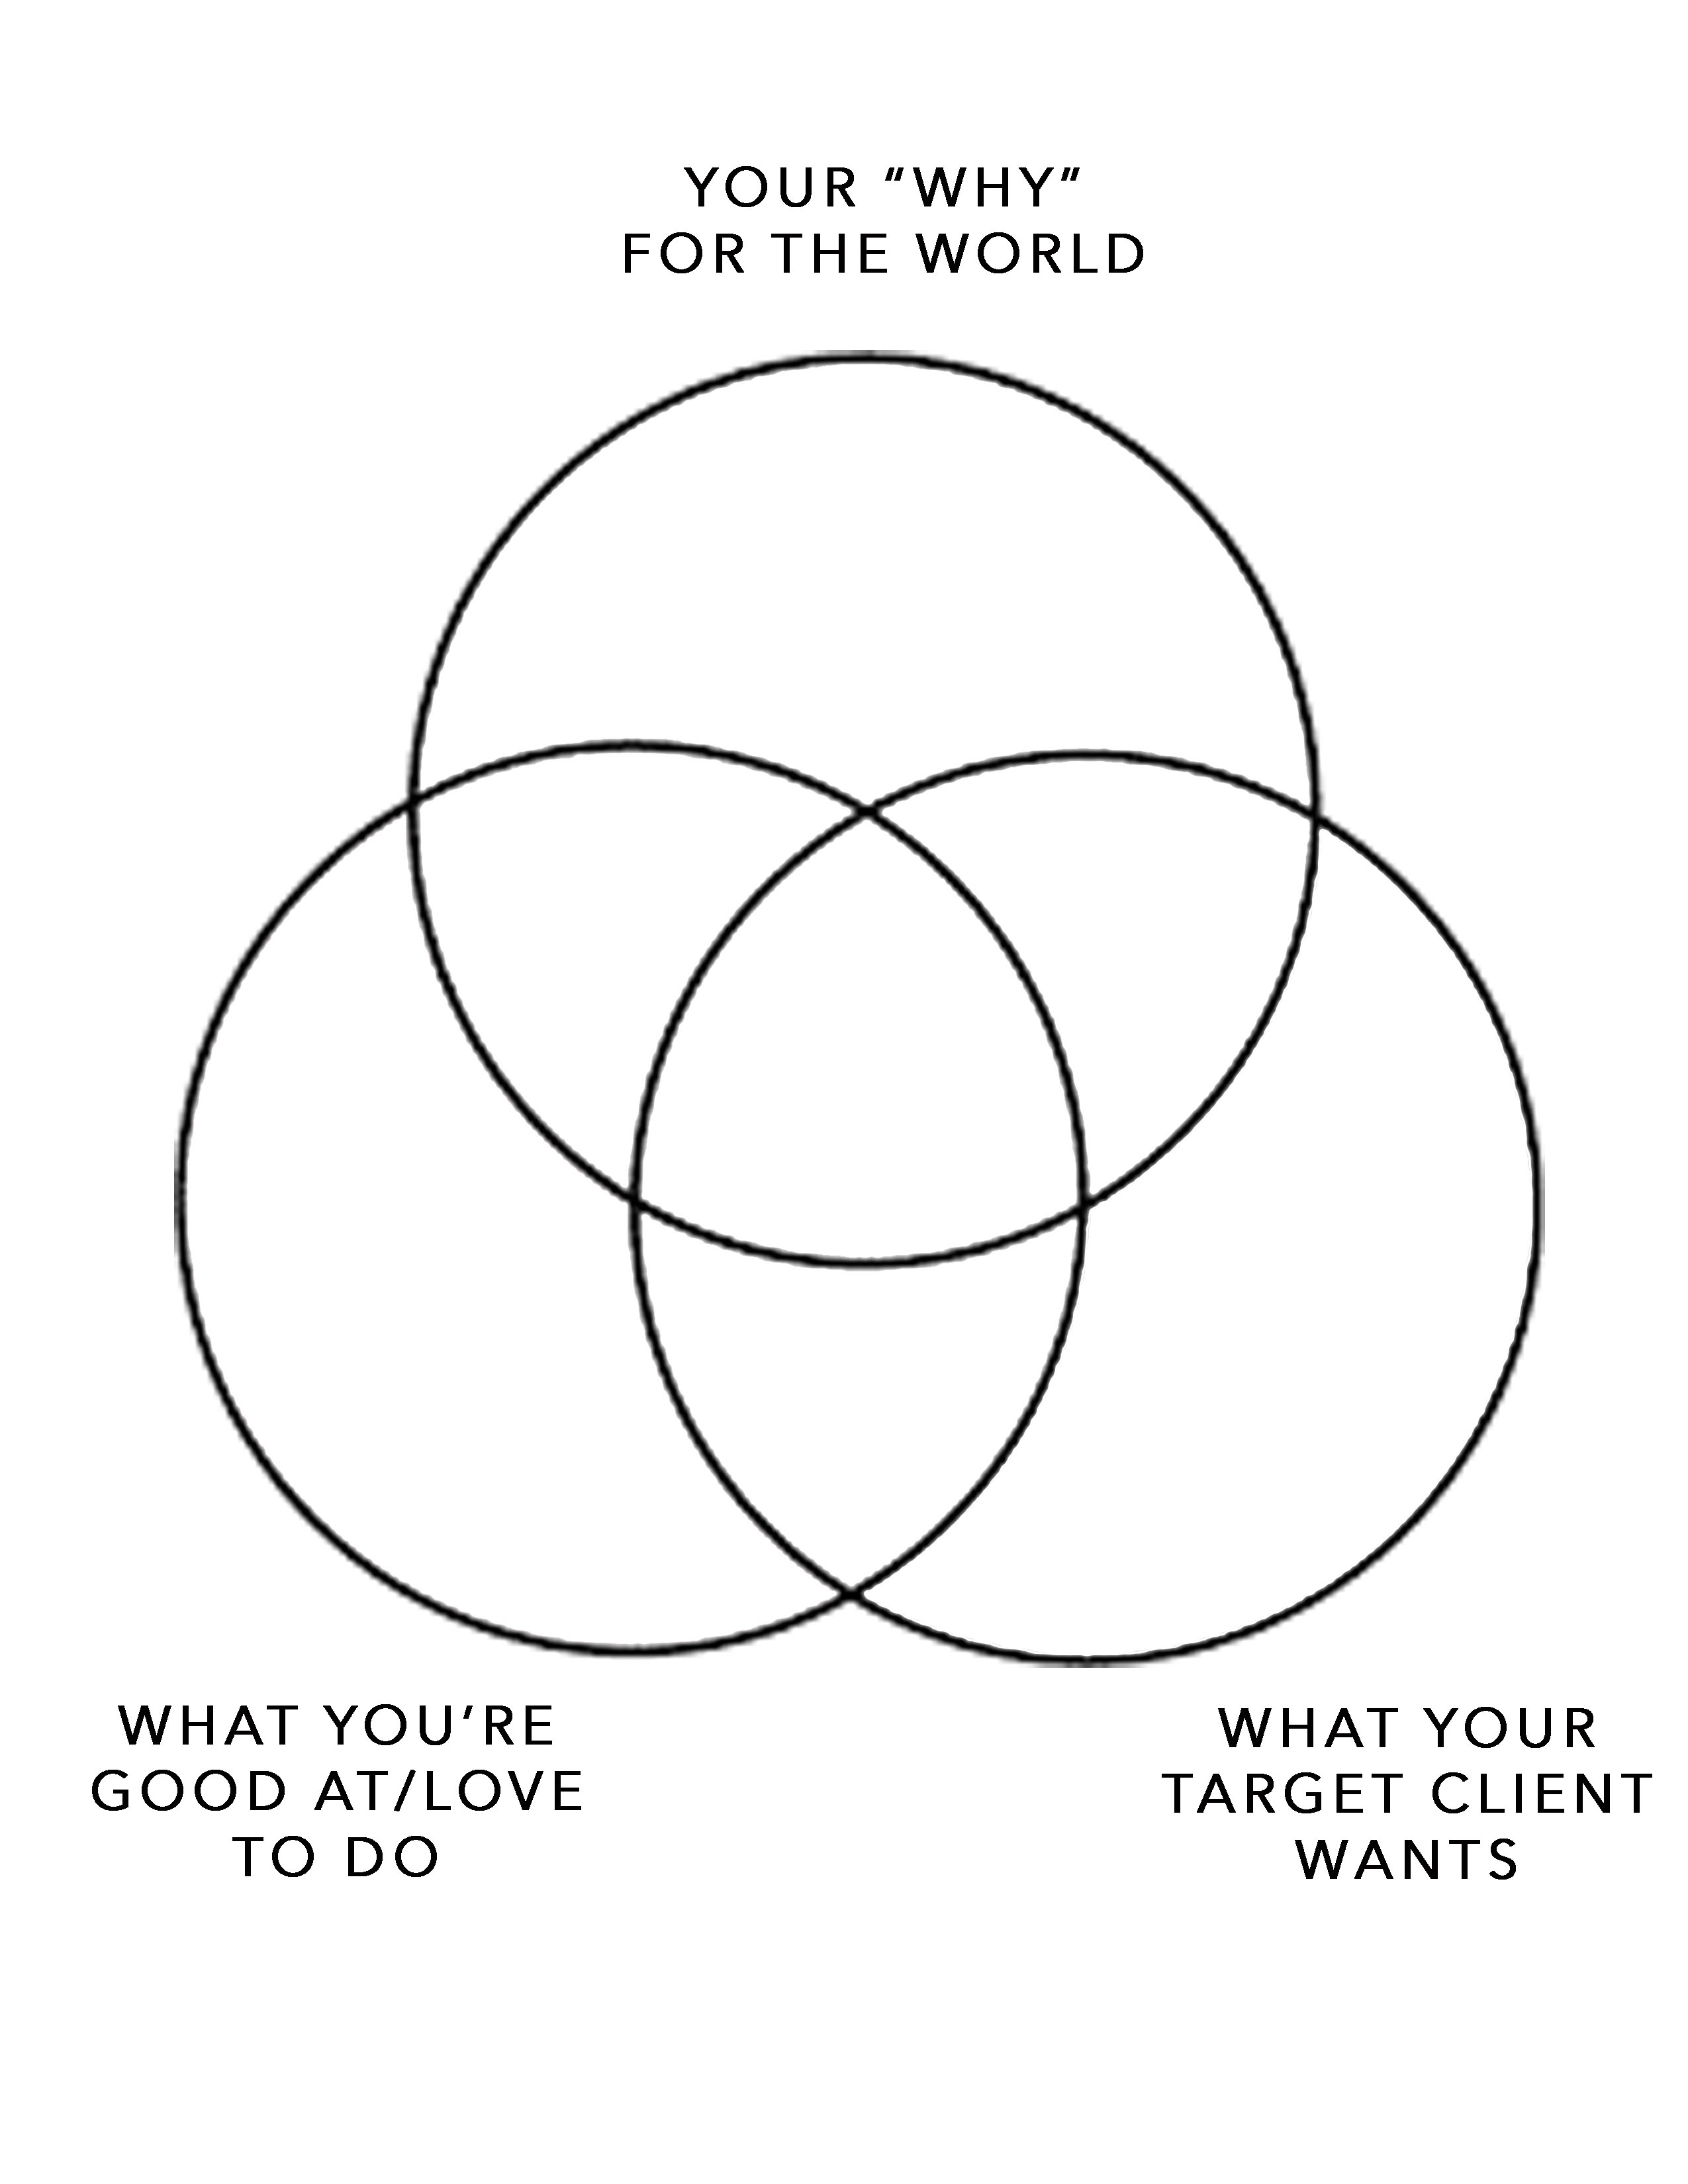 YOUR “WHY”
FOR THE WORLD
WHAT YOU’RE
GOOD AT/LOVE
TO DO
WHAT YOUR
TARGET CLIENT
WANTS